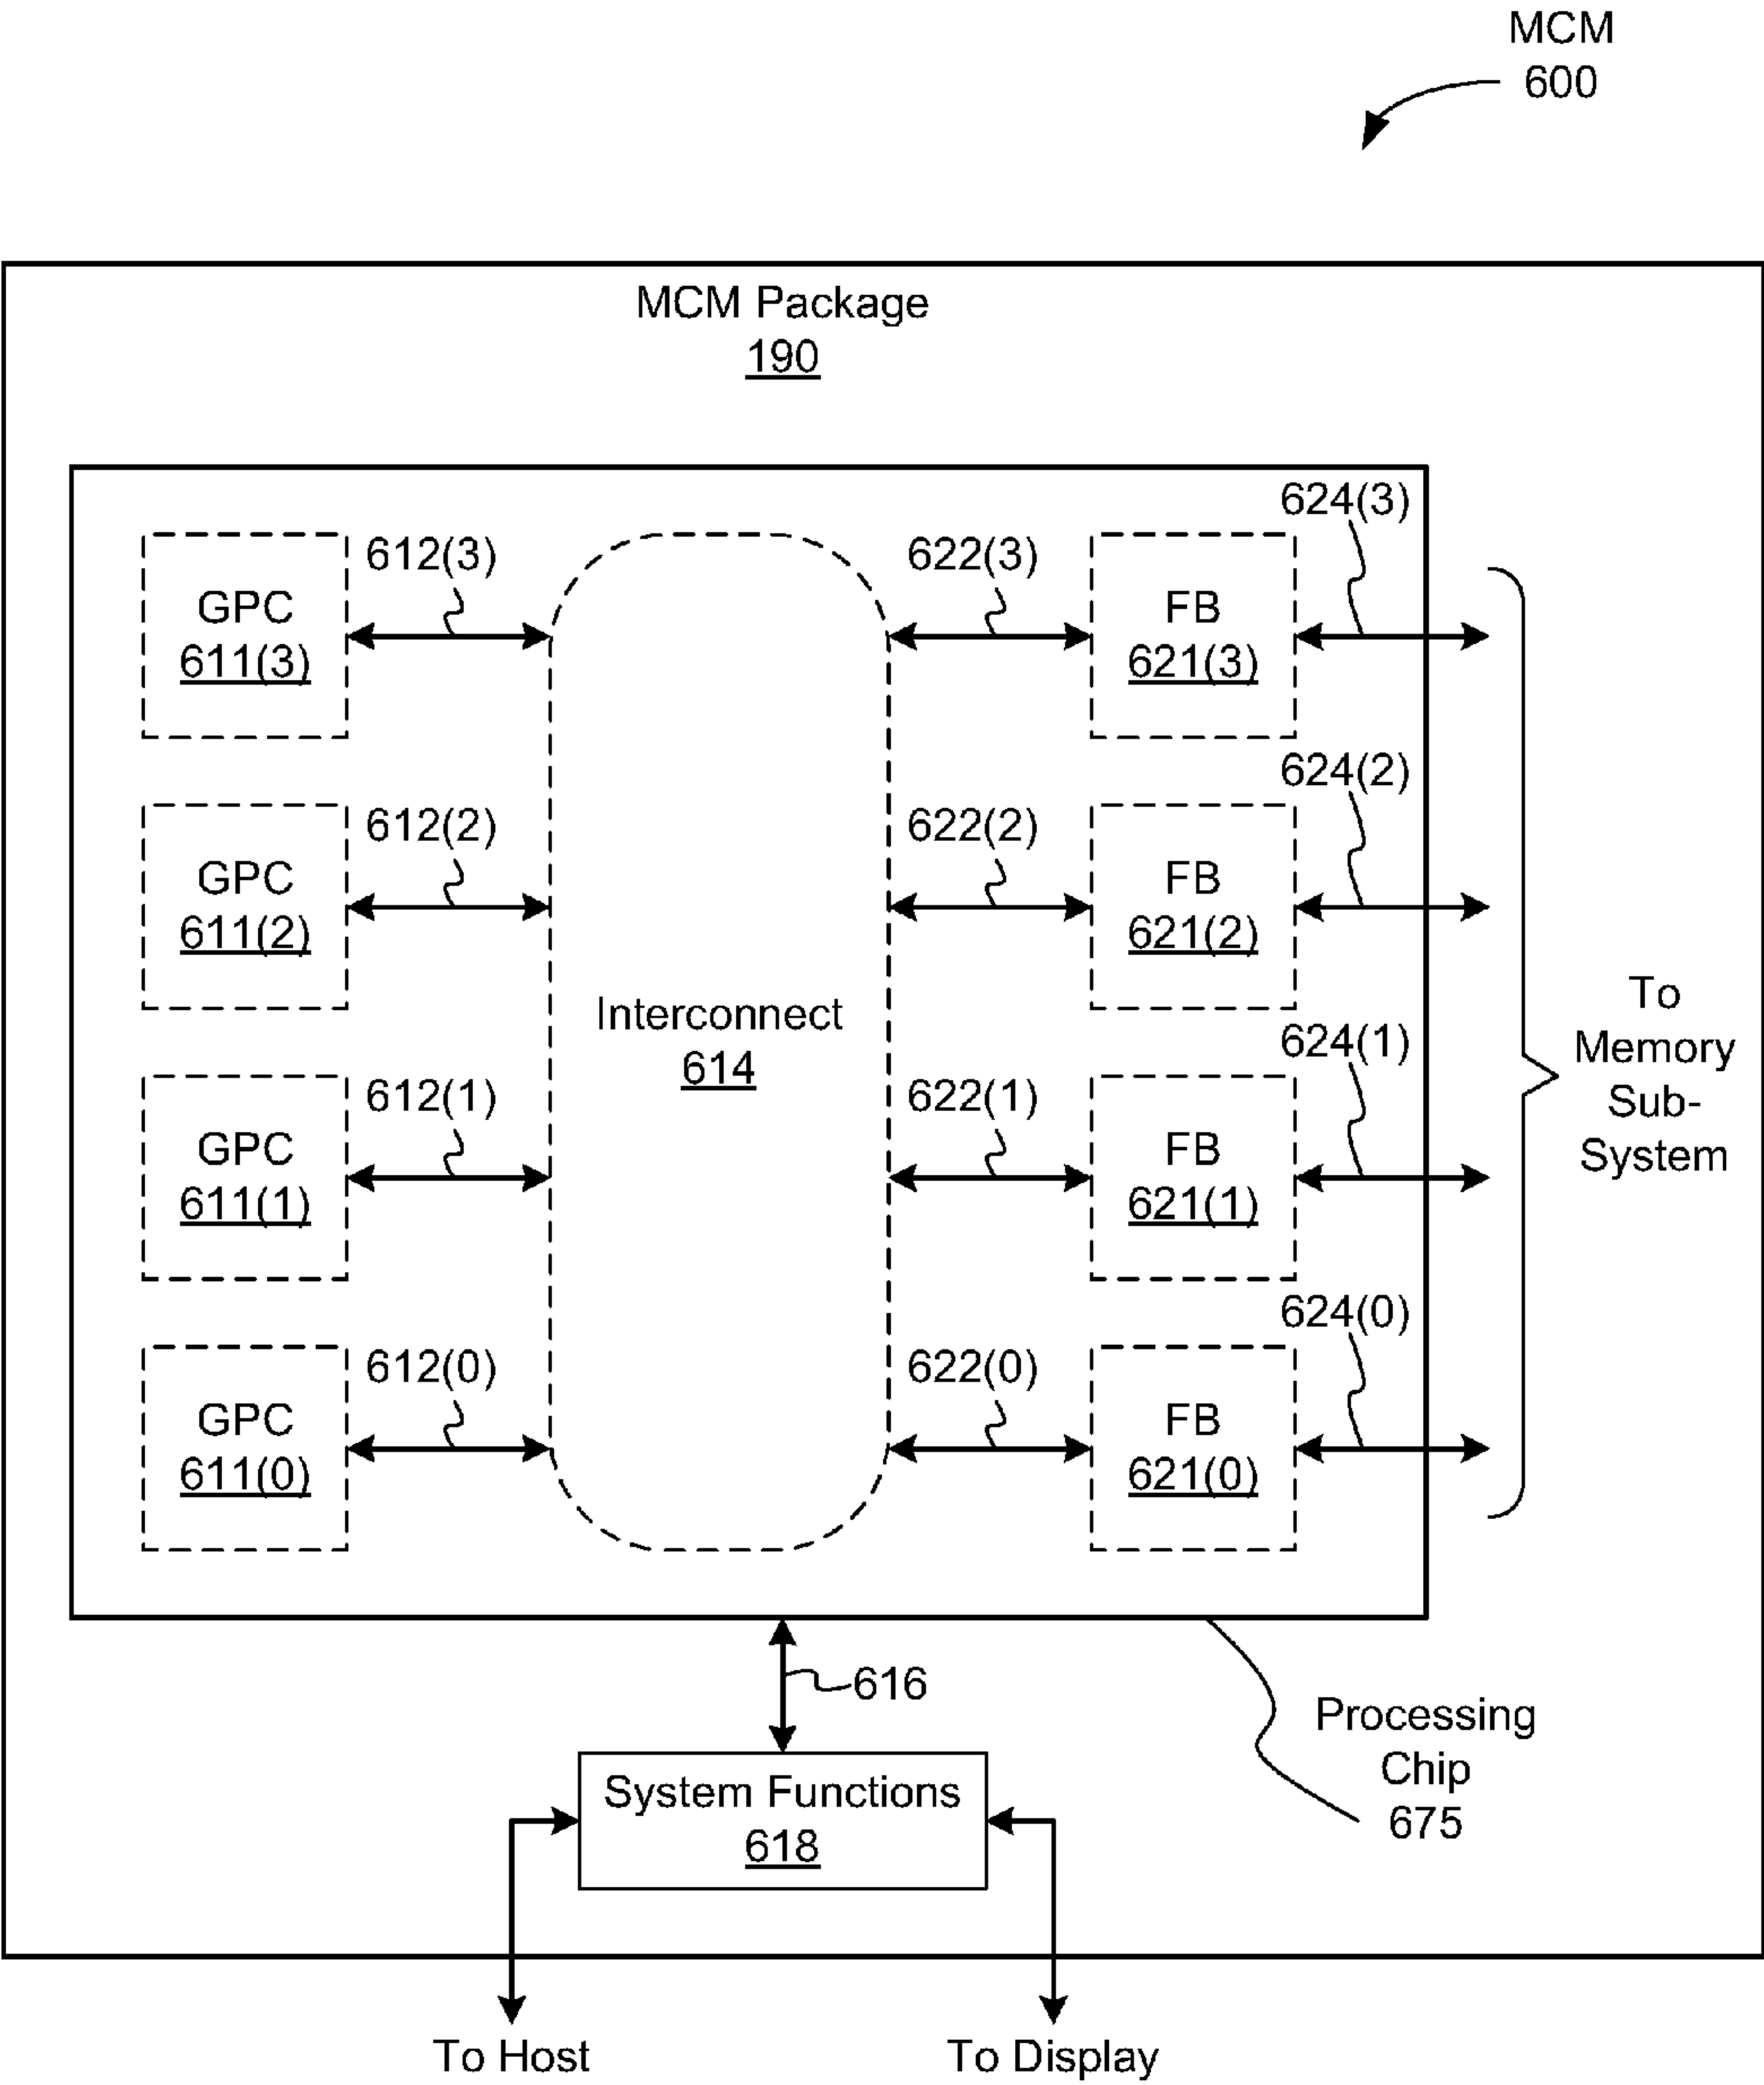 MCM
600
MCM Package
190
624(3)
612(3)
622(3)
GPC
611(3)
FB
621(3)
624(2)
612(2)
622(2)
GPC
611(2)
FB
621(2)
To
Memory
Sub-
System
Interconnect
614
624(1)
612(1)
622(1)
GPC
611(1)
FB
621(1)
624(0)
612(0)
622(0)
GPC
611(0)
FB
621(0)
616
Processing
Chip
675
System Functions
618
To Host
To Display